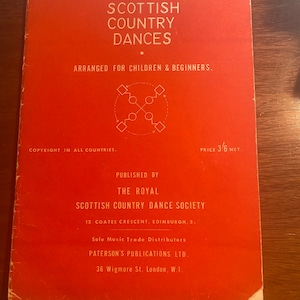 SCOTTISH
COUNTRY
DANCES
ARRANGED FOR CHILDREN & BEGINNERS.
COPYRIGHT IN ALL COUNTRIES. PRICE 3/6 NET.
PUBLISHED BY
THE ROYAL
SCOTTISH COUNTRY DANCE SOCIETY
12 COATES CRESCENT, EDINBURGH, 3.
Sole Music Trade Distributors
PATERSON'S PUBLICATIONS LTD.
36 Wigmore St. London, W.1.